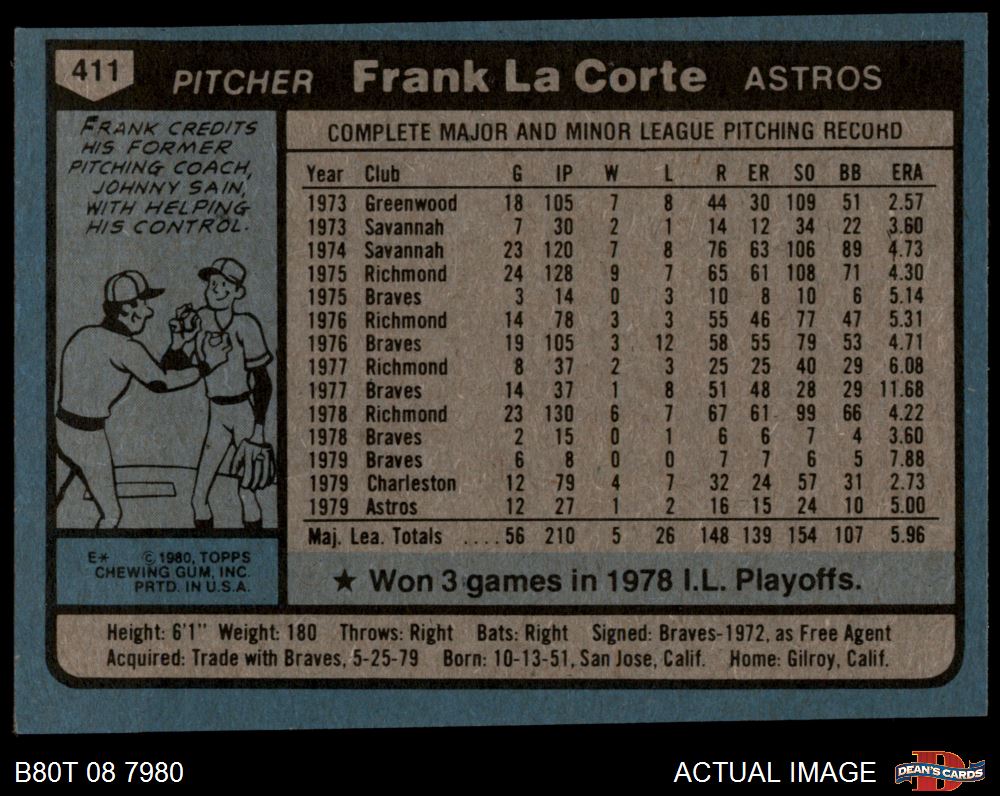 411 PITCHER Frank La Corte ASTROS
FRANK CREDITS
HIS FORMER
PITCHING COACH,
JOHNNY SAIN,
WITH HELPING
HIS CONTROL.
E* © 1980, TOPPS
CHEWING GUM, INC.
PRTD. IN U.S.A.
COMPLETE MAJOR AND MINOR LEAGUE PITCHING RECORD
Year Club G IP W L R ER SO BB ERA
1973 Greenwood 18 105 7 8 44 30 109 51 2.57
1973 Savannah 7 30 2 1 14 12 34 22 3.60
1974 Savannah 23 120 7 8 76 63 106 89 4.73
1975 Richmond 24 128 9 7 65 61 108 71 4.30
1975 Braves 3 14 0 3 10 8 10 6 5.14
1976 Richmond 14 78 3 3 55 46 77 47 5.31
1976 Braves 19 105 3 12 58 55 79 53 4.71
1977 Richmond 8 37 2 3 25 25 40 29 6.08
1977 Braves 14 37 1 8 51 48 28 29 11.68
1978 Richmond 23 130 6 7 67 61 99 66 4.22
1978 Braves 2 15 0 1 6 6 7 4 3.60
1979 Braves 6 8 0 0 7 7 6 5 7.88
1979 Charleston 12 79 4 7 32 24 57 31 2.73
1979 Astros 12 27 1 2 16 15 24 10 5.00
Maj. Lea. Totals ....56 210 5 26 148 139 154 107 5.96
★ Won 3 games in 1978 I.L. Playoffs.
Height: 6'1" Weight: 180 Throws: Right Bats: Right Signed: Braves-1972, as Free Agent
Acquired: Trade with Braves, 5-25-79 Born: 10-13-51, San Jose, Calif. Home: Gilroy, Calif.
B80T 08 7980 ACTUAL IMAGE DEAN'S CARDS